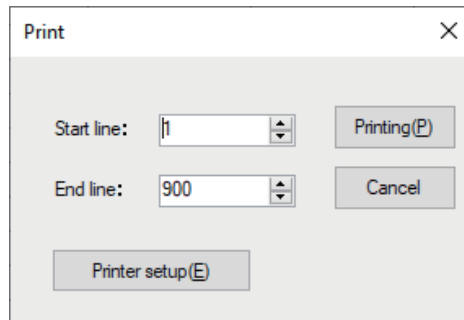 Print
Start line: 1 Printing(P)
End line: 900 Cancel
Printer setup(E)